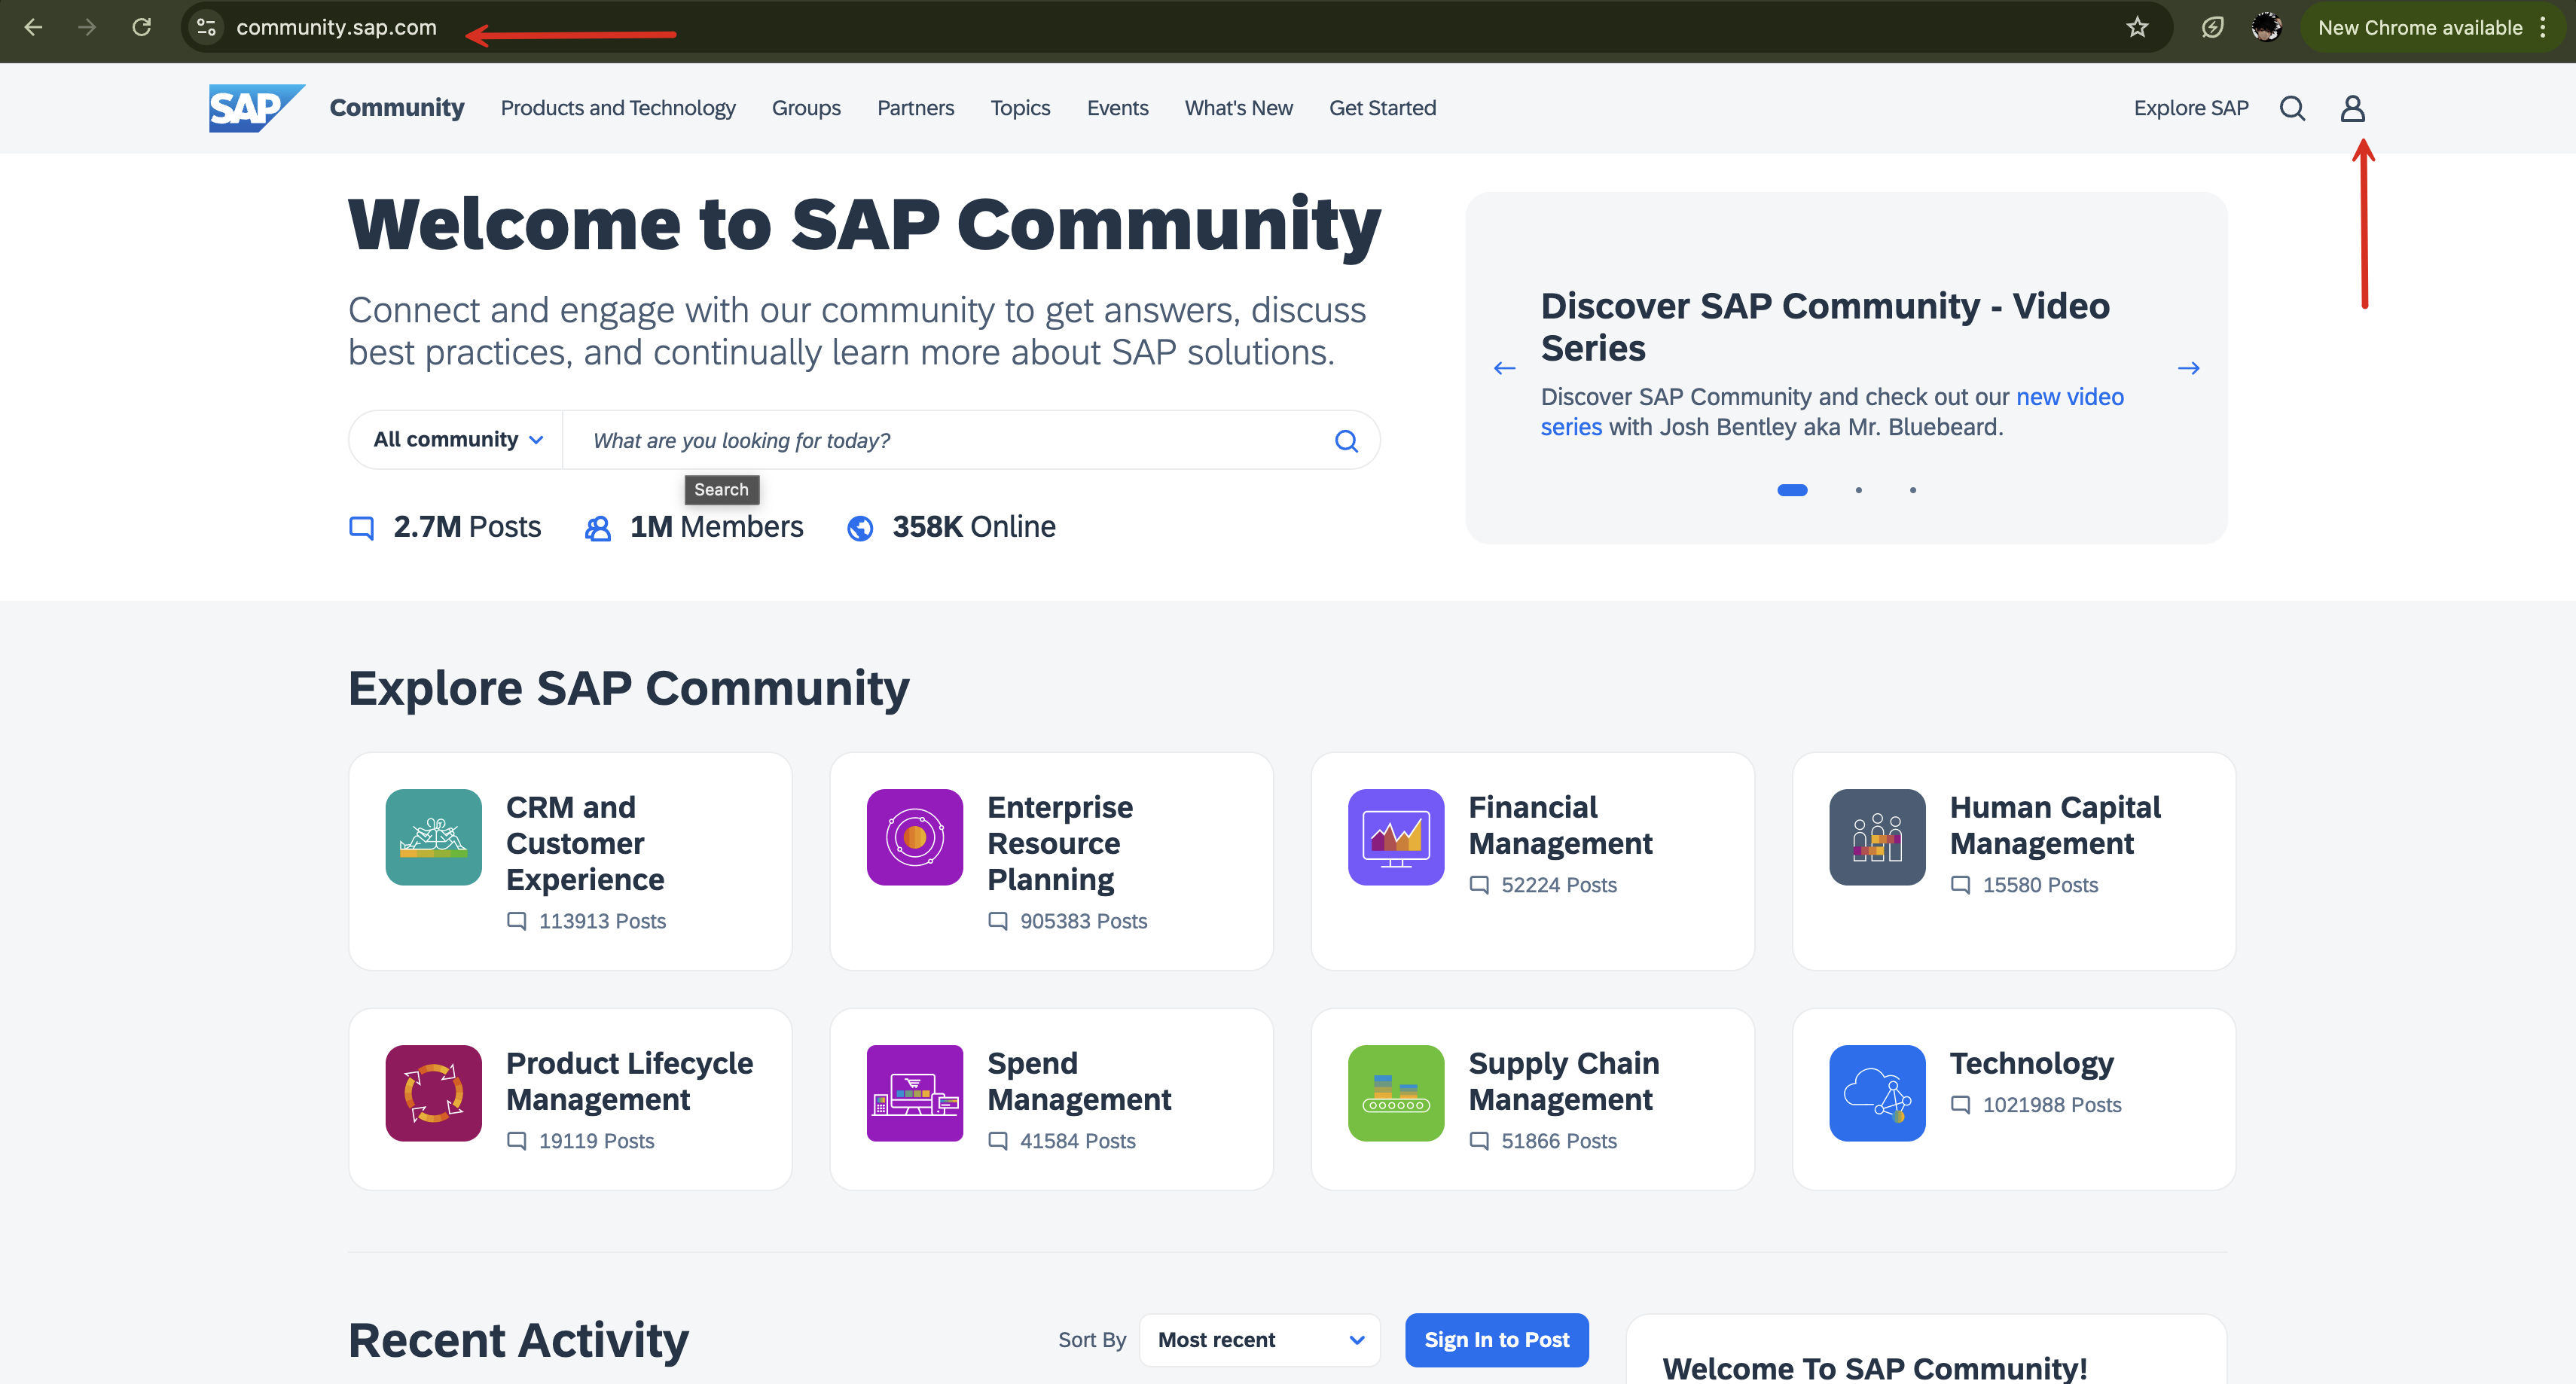 community.sap.com
New Chrome available
SAP Community Products and Technology Groups Partners Topics Events What's New Get Started Explore SAP
Welcome to SAP Community
Connect and engage with our community to get answers, discuss
best practices, and continually learn more about SAP solutions.
All community What are you looking for today?
Search
2.7M Posts 1M Members 358K Online
Discover SAP Community - Video
Series
Discover SAP Community and check out our new video
series with Josh Bentley aka Mr. Bluebeard.
Explore SAP Community
CRM and
Customer
Experience
113913 Posts
Enterprise
Resource
Planning
905383 Posts
Financial
Management
52224 Posts
Human Capital
Management
15580 Posts
Product Lifecycle
Management
19119 Posts
Spend
Management
41584 Posts
Supply Chain
Management
51866 Posts
Technology
1021988 Posts
Recent Activity
Sort By Most recent Sign In to Post
Welcome To SAP Community!